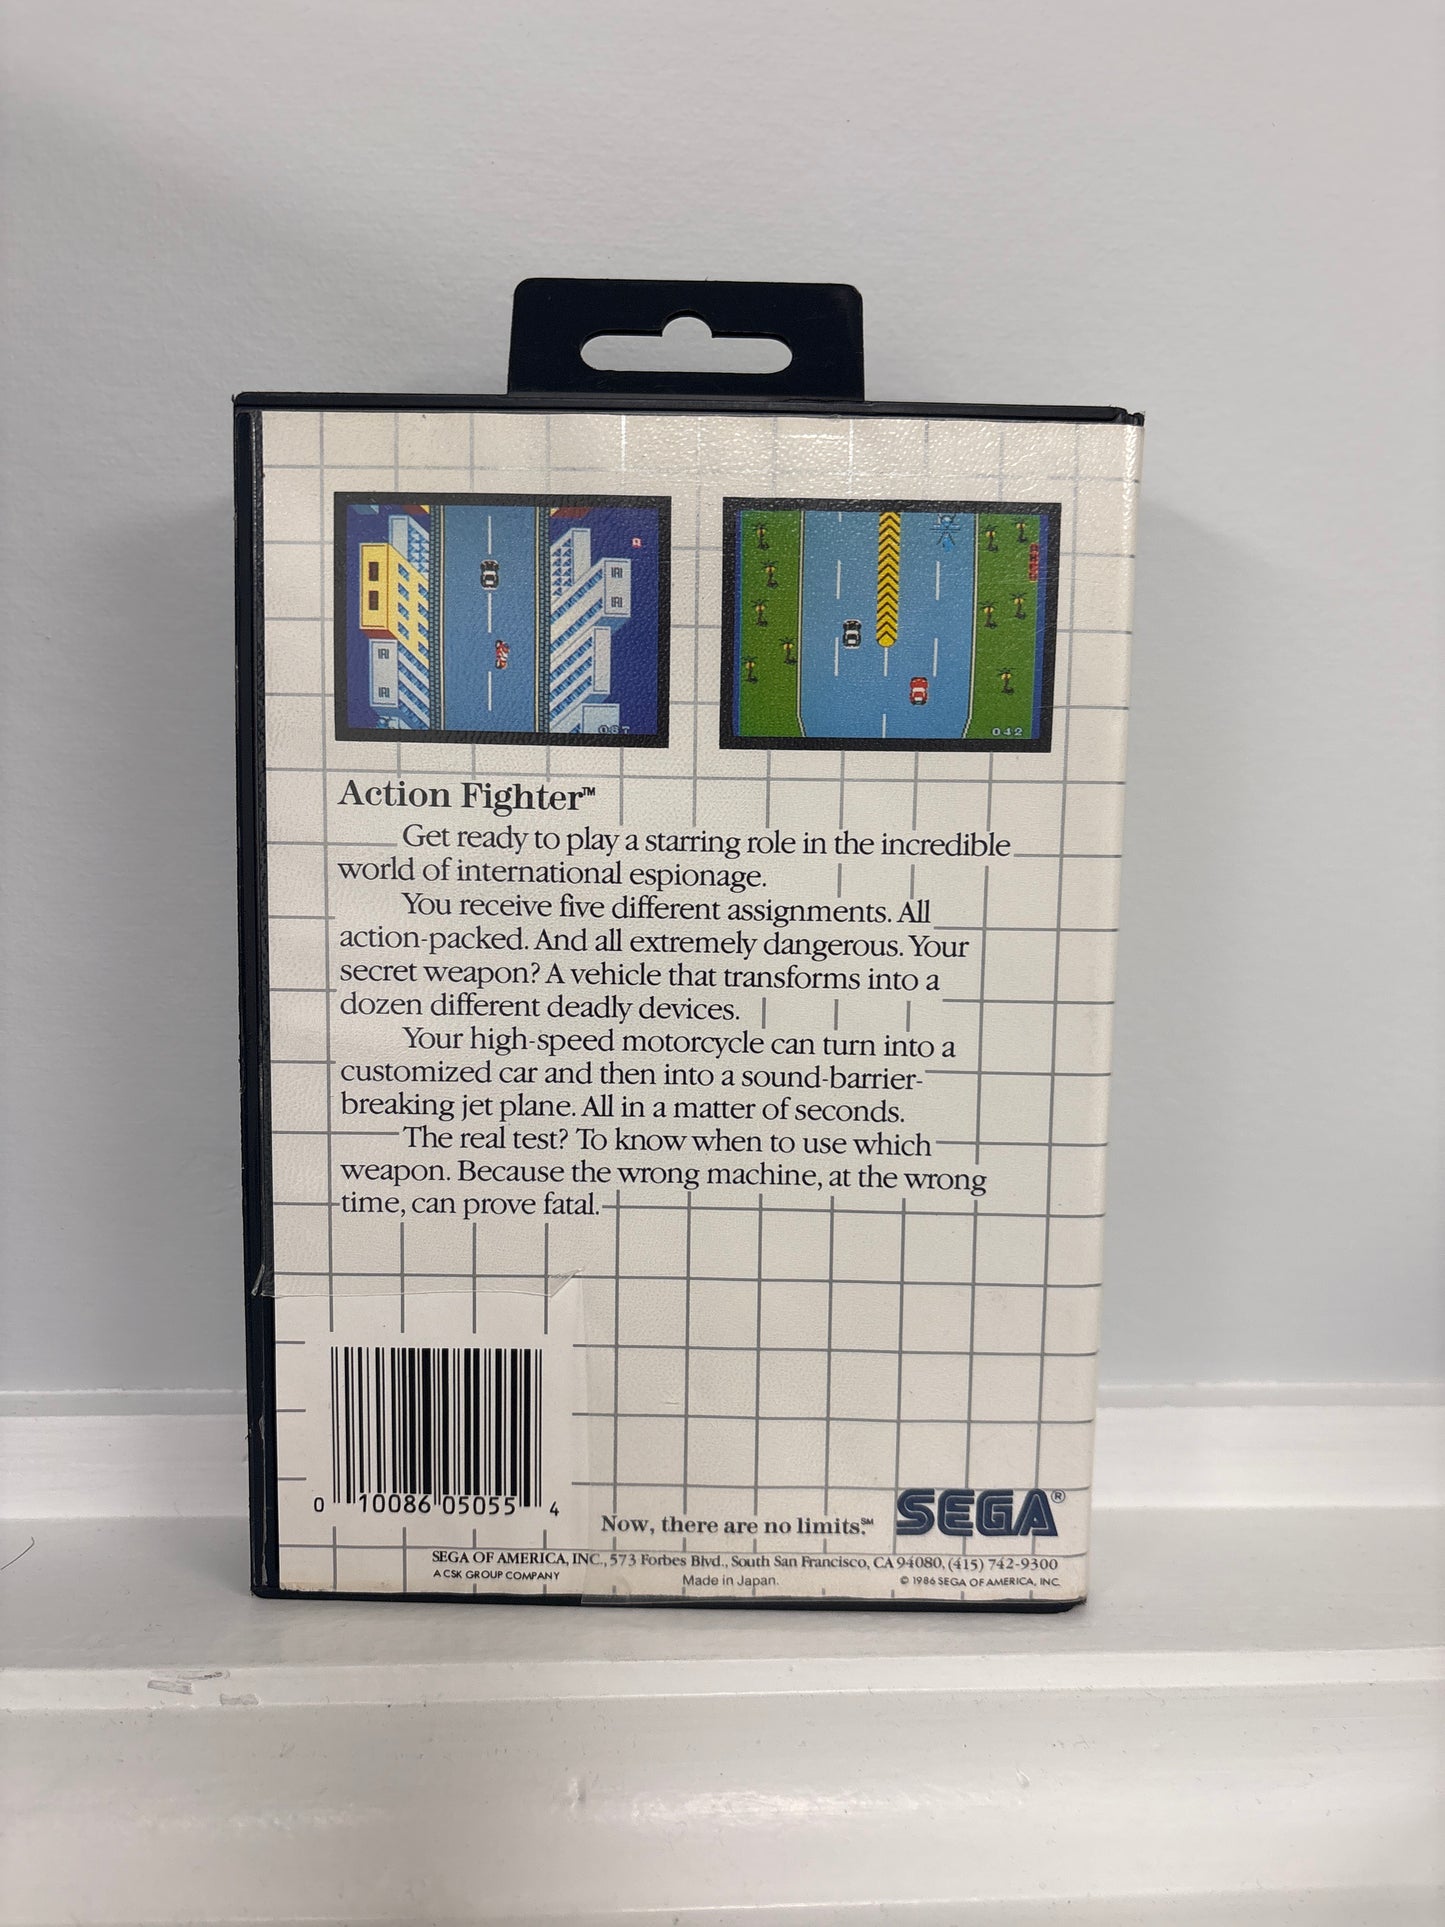 IRI
IRI
IRI
IRI
067
042
Action Fighter™
Get ready to play a starring role in the incredible
world of international espionage.
You receive five different assignments. All
action-packed. And all extremely dangerous. Your
secret weapon? A vehicle that transforms into a
dozen different deadly devices.
Your high-speed motorcycle can turn into a
customized car and then into a sound-barrier-
breaking jet plane. All in a matter of seconds.
The real test? To know when to use which
weapon. Because the wrong machine, at the wrong
time, can prove fatal.
0 10086 05055 4
Now, there are no limits.℠ SEGA®
SEGA OF AMERICA, INC., 573 Forbes Blvd., South San Francisco, CA 94080, (415) 742-9300
A CSK GROUP COMPANY Made in Japan. © 1986 SEGA OF AMERICA, INC.